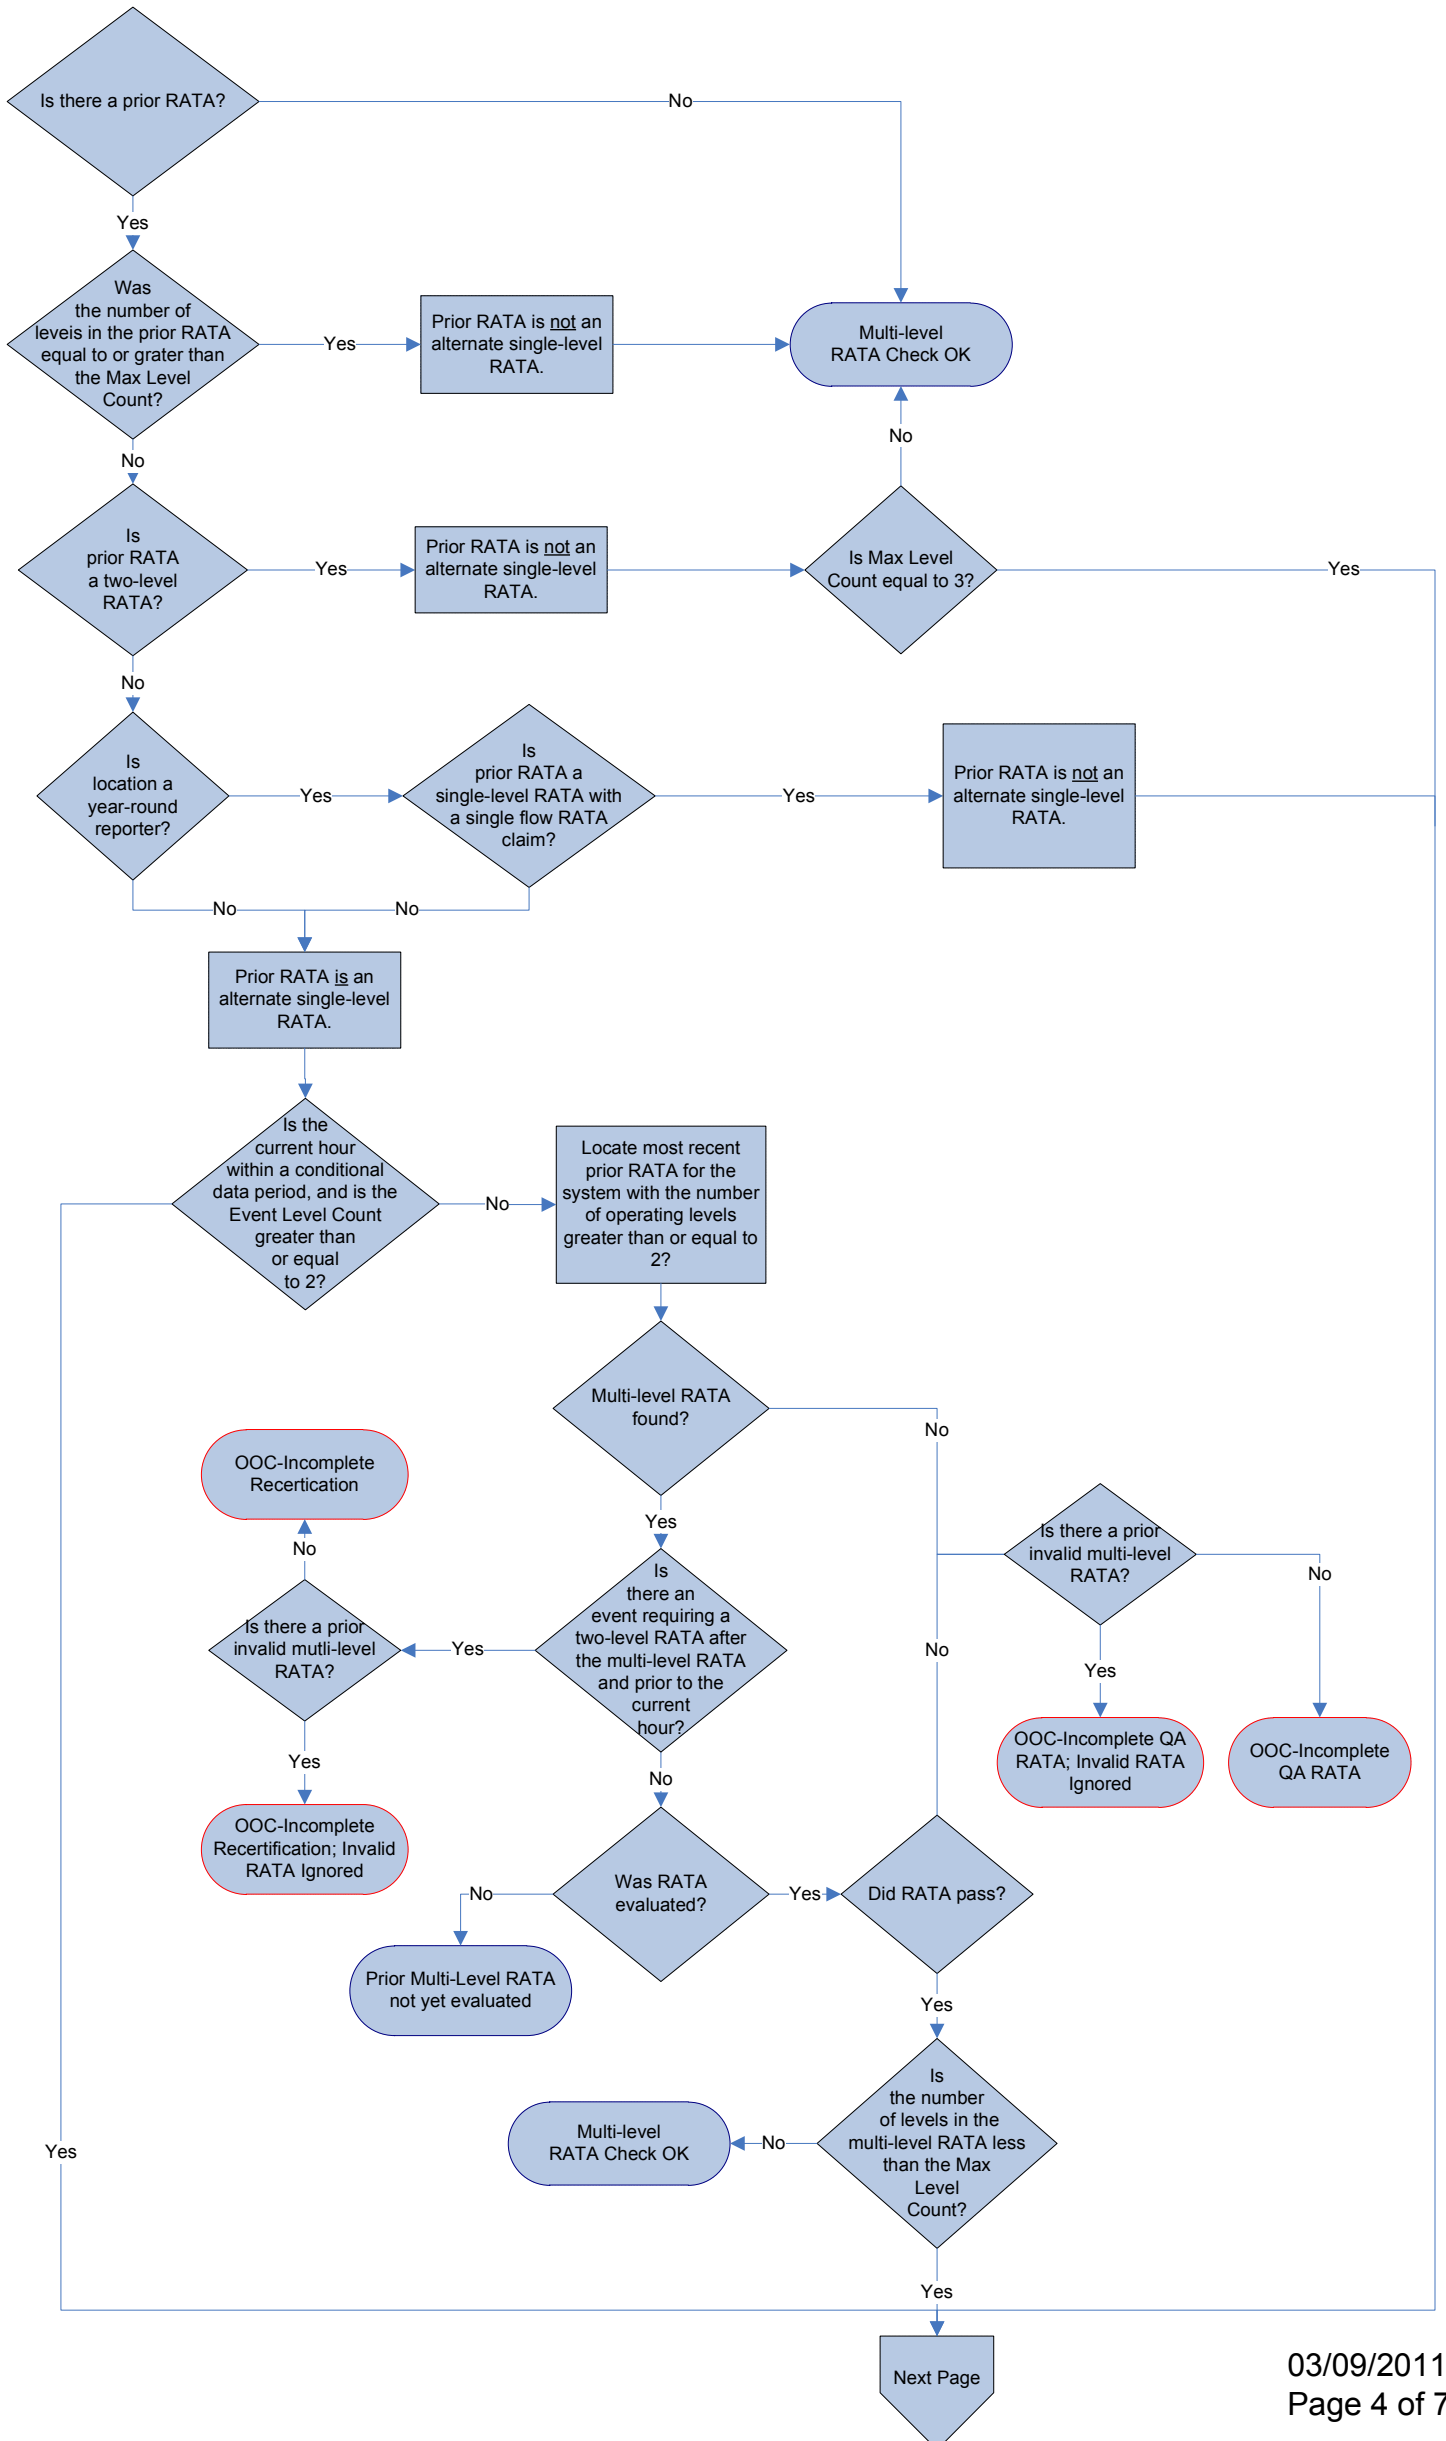 Is there a prior RATA?
No
Yes
Was
the number of
leveis in the prior RATA
equal to or grater than
the Max Level
Count?
Yes
Prior RATA is not an
alternate single-level
RATA.
Multi-level
RATA Check OK
No
No
Is
prior RATA
a two-level
RATA?
Yes
Prior RATA is not an
alternate single-level
RATA.
Is Max Level
Count equal to 3?
Yes
No
Is
location a
year-round
reporter?
Yes
Is
prior RATA a
single-level RATA with
a single flow RATA
claim?
Yes
Prior RATA is not an
alternate single-level
RATA.
No
No
Prior RATA is an
alternate single-level
RATA.
Is the
current hour
within a conditional
data period, and is the
Event Level Count
greater than
or equal
to 2?
No
Locate most recent
prior RATA for the
system with the number
of operating levels
greater than or equal to
2?
Multi-level RATA
found?
No
Yes
OOC-Incomplete
Recertication
No
Is there a prior
invalid mutli-level
RATA?
Yes
Is
there an
event requiring a
two-level RATA after
the multi-level RATA
and prior to the
current
hour?
No
Is there a prior
invalid multi-level
RATA?
No
Yes
Yes
OOC-Incomplete
Recertification; Invalid
RATA Ignored
No
OOC-Incomplete QA
RATA; Invalid RATA
Ignored
OOC-Incomplete
QA RATA
Was RATA
evaluated?
No
Yes
Did RATA pass?
Prior Multi-Level RATA
not yet evaluated
Yes
Is
the number
of levels in the
multi-level RATA less
than the Max
Level
Count?
No
Multi-level
RATA Check OK
Yes
Yes
Next Page
03/09/2011
Page 4 of 7